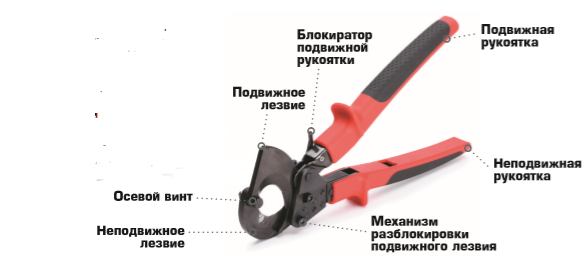 Подвижная
рукоятка
Блокиратор
подвижной
рукоятки
Подвижное
лезвие
Неподвижная
рукоятка
Осевой винт
Механизм
разблокировки
подвижного лезвия
Неподвижное
лезвие